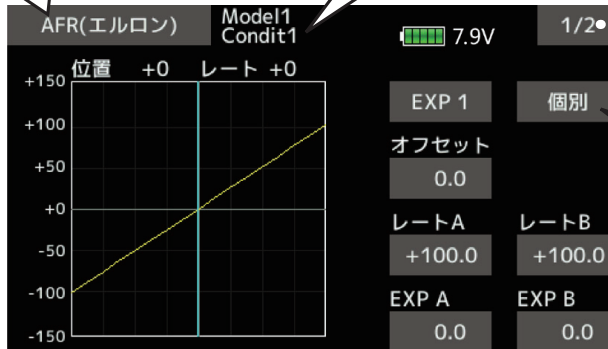 AFR(エルロン)
Model1
Condit1
7.9V
1/2
位置 +0 レート +0
+150
+100
+50
+0
-50
-100
-150
EXP 1
個別
オフセット
0.0
レートA
レートB
+100.0
+100.0
EXP A
EXP B
0.0
0.0